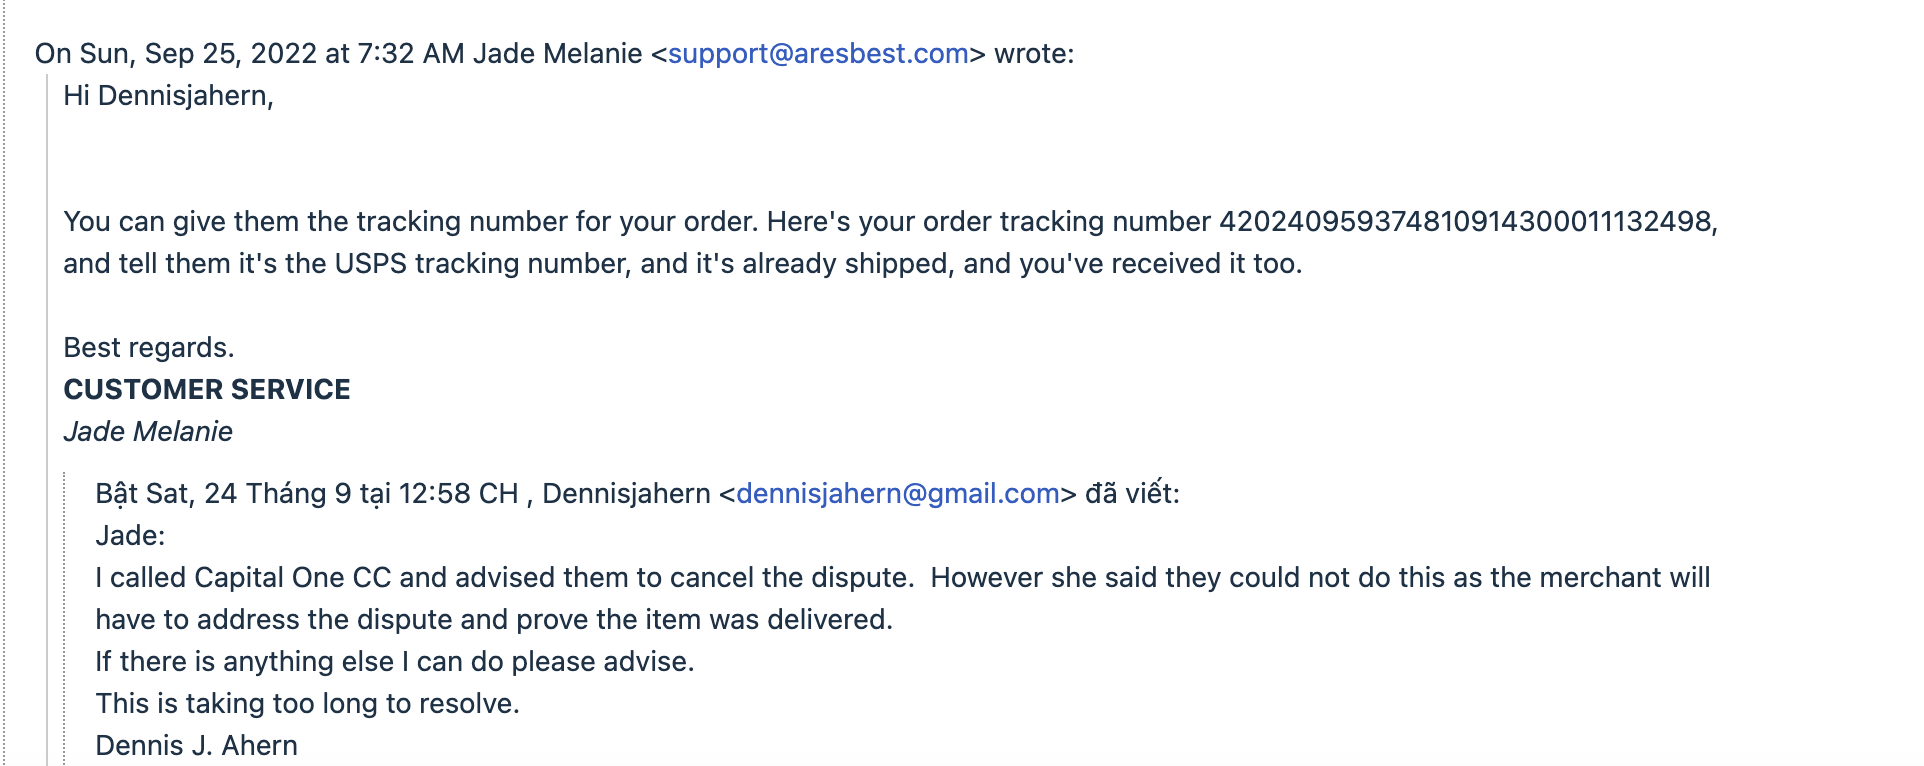 On Sun, Sep 25, 2022 at 7:32 AM Jade Melanie <support@aresbest.com> wrote:
Hi Dennisjahern,
You can give them the tracking number for your order. Here's your order tracking number 420240959374810914300011132498,
and tell them it's the USPS tracking number, and it's already shipped, and you've received it too.
Best regards.
CUSTOMER SERVICE
Jade Melanie
Bật Sat, 24 Tháng 9 tại 12:58 CH , Dennisjahern <dennisjahern@gmail.com> đã viết:
Jade:
I called Capital One CC and advised them to cancel the dispute.  However she said they could not do this as the merchant will
have to address the dispute and prove the item was delivered.
If there is anything else I can do please advise.
This is taking too long to resolve.
Dennis J. Ahern